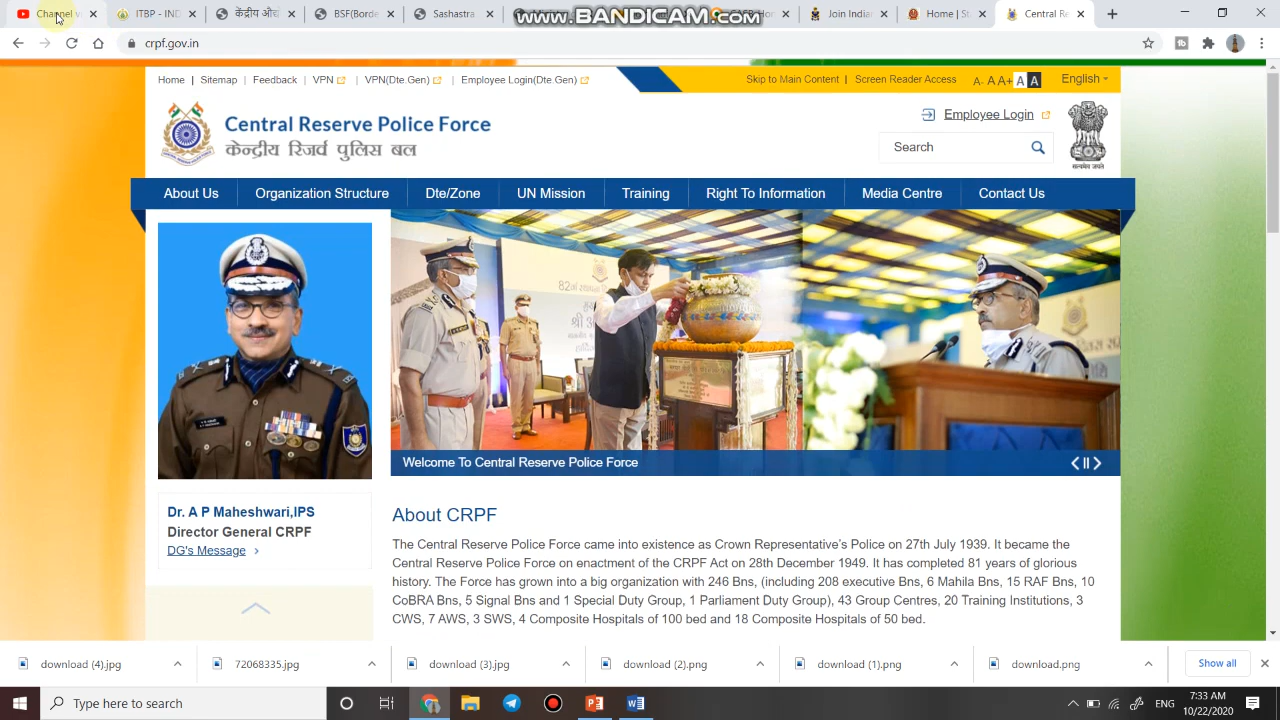 Channel v
ITBP - IND
केंद्रीय रि
BSF(Borde
Sashastra
Join Indian
Home | St
Central Re
www.BANDICAM.com
crpf.gov.in
Home | Sitemap | Feedback | VPN | VPN(Dte.Gen) | Employee Login(Dte.Gen)
Skip to Main Content | Screen Reader Access A- A A+ A A English
Central Reserve Police Force
केन्द्रीय रिजर्व पुलिस बल
Employee Login
Search
सत्यमेव जयते
About Us Organization Structure Dte/Zone UN Mission Training Right To Information Media Centre Contact Us
Welcome To Central Reserve Police Force
Dr. A P Maheshwari,IPS
Director General CRPF
DG's Message
About CRPF
The Central Reserve Police Force came into existence as Crown Representative's Police on 27th July 1939. It became the
Central Reserve Police Force on enactment of the CRPF Act on 28th December 1949. It has completed 81 years of glorious
history. The Force has grown into a big organization with 246 Bns, (including 208 executive Bns, 6 Mahila Bns, 15 RAF Bns, 10
CoBRA Bns, 5 Signal Bns and 1 Special Duty Group, 1 Parliament Duty Group), 43 Group Centres, 20 Training Institutions, 3
CWS, 7 AWS, 3 SWS, 4 Composite Hospitals of 100 bed and 18 Composite Hospitals of 50 bed.
download (4).jpg
72068335.jpg
download (3).jpg
download (2).png
download (1).png
download.png
Show all
Type here to search
ENG
7:33 AM
10/22/2020